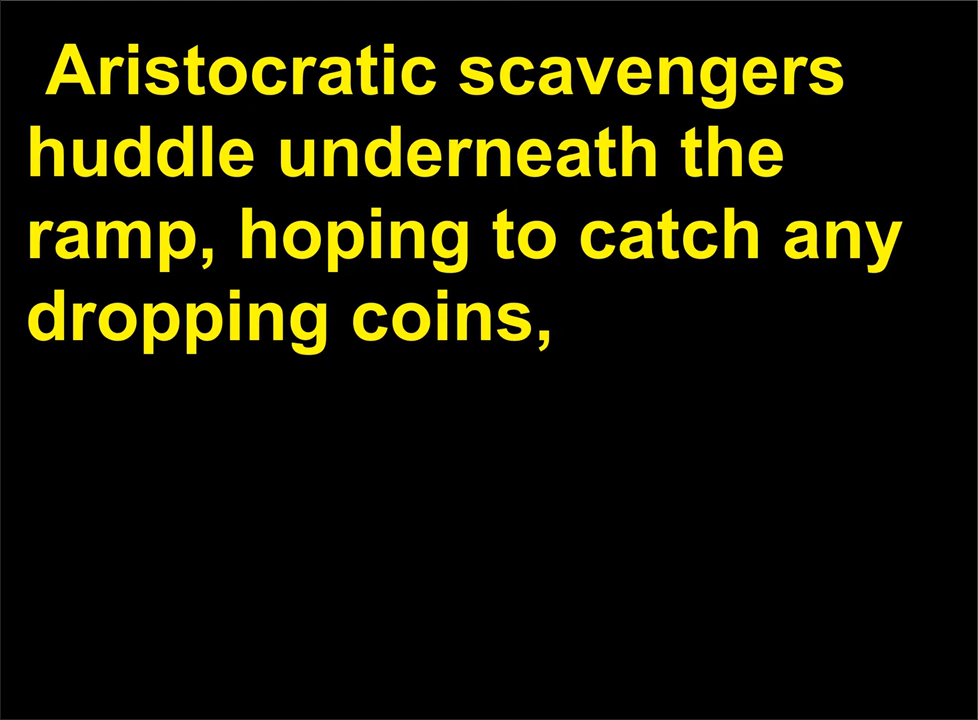 Aristocratic scavengers
huddle underneath the
ramp, hoping to catch any
dropping coins,